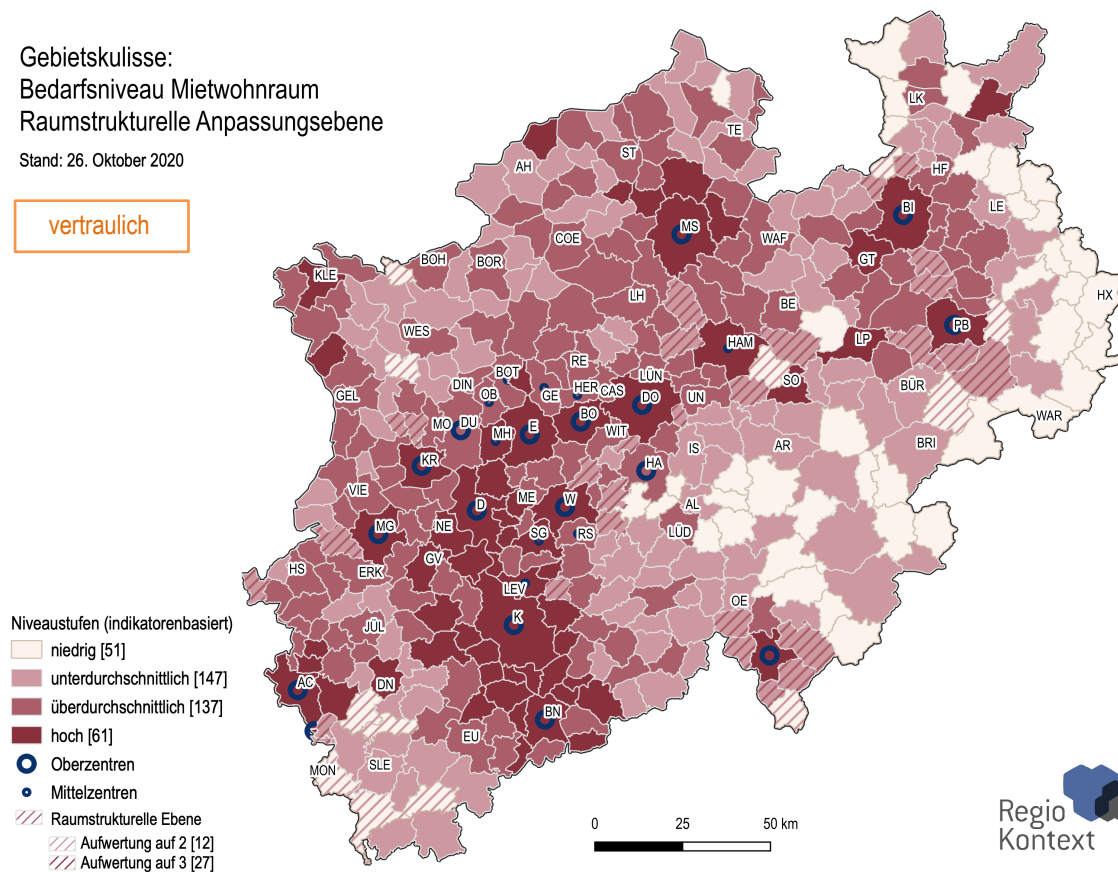 Gebietskulisse:
Bedarfsniveau Mietwohnraum
Raumstrukturelle Anpassungsebene
Stand: 26. Oktober 2020
vertraulich
LK
TE
ST
AH
HF
LE
BI
MS
COE
WAF
GT
BOH
BOR
KLE
HX
LH
BE
PB
WES
HAM
LP
RE
SO
BOT
DIN
HER
CAS
LÜN
BÜR
GEL
OB
GE
DO
UN
WAR
MO
DU
BO
MH
E
WIT
IS
AR
BRI
KR
HA
VIE
ME
W
D
AL
MG
NE
SG
RS
LÜD
GV
HS
ERK
LEV
OE
K
JÜL
AC
DN
BN
EU
MON
SLE
Niveaustufen (indikatorenbasiert)
niedrig [51]
unterdurchschnittlich [147]
überdurchschnittlich [137]
hoch [61]
Oberzentren
Mittelzentren
Raumstrukturelle Ebene
Aufwertung auf 2 [12]
Aufwertung auf 3 [27]
0 25 50 km
Regio
Kontext